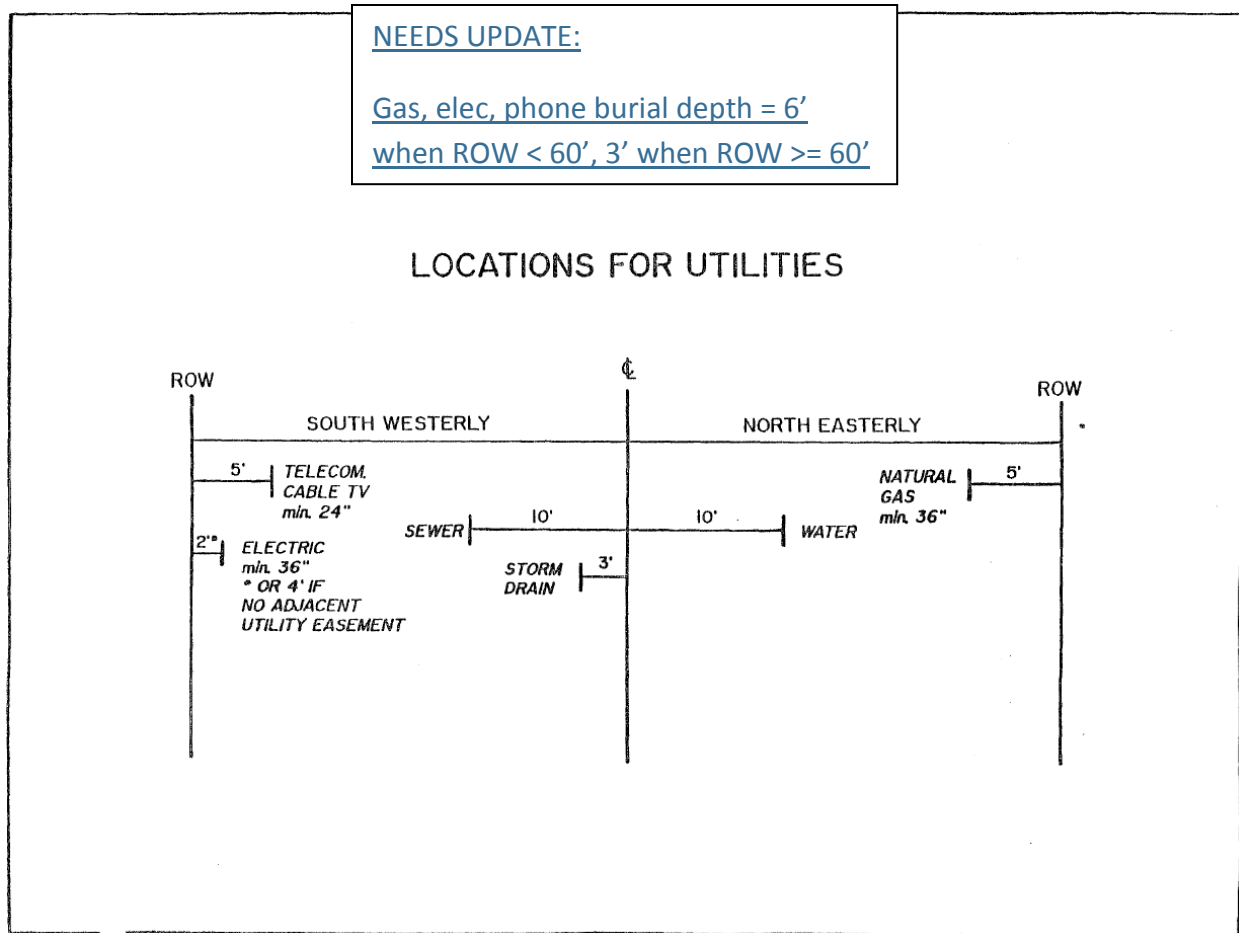 NEEDS UPDATE:
Gas, elec, phone burial depth = 6’
when ROW < 60’, 3’ when ROW >= 60’
LOCATIONS FOR UTILITIES
ROW
℄
ROW
SOUTH WESTERLY
NORTH EASTERLY
5'
TELECOM.
CABLE TV
min. 24"
NATURAL
GAS
min. 36"
5'
SEWER
10'
10'
WATER
2'*
ELECTRIC
min. 36"
* OR 4' IF
NO ADJACENT
UTILITY EASEMENT
STORM
DRAIN
3'